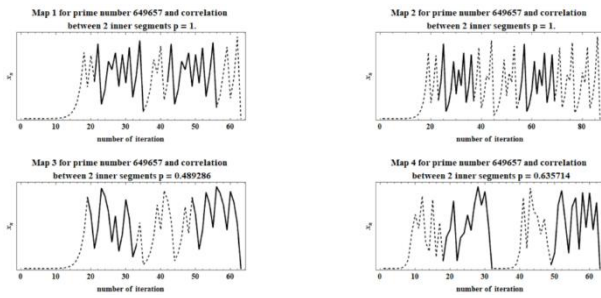 Map 1 for prime number 649657 and correlation
between 2 inner segments p = 1.
x_n
0 10 20 30 40 50 60
number of iteration
Map 2 for prime number 649657 and correlation
between 2 inner segments p = 1.
x_n
0 20 40 60 80
number of iteration
Map 3 for prime number 649657 and correlation
between 2 inner segments p = 0.489286
x_n
0 10 20 30 40 50 60
number of iteration
Map 4 for prime number 649657 and correlation
between 2 inner segments p = 0.635714
x_n
0 10 20 30 40 50 60
number of iteration